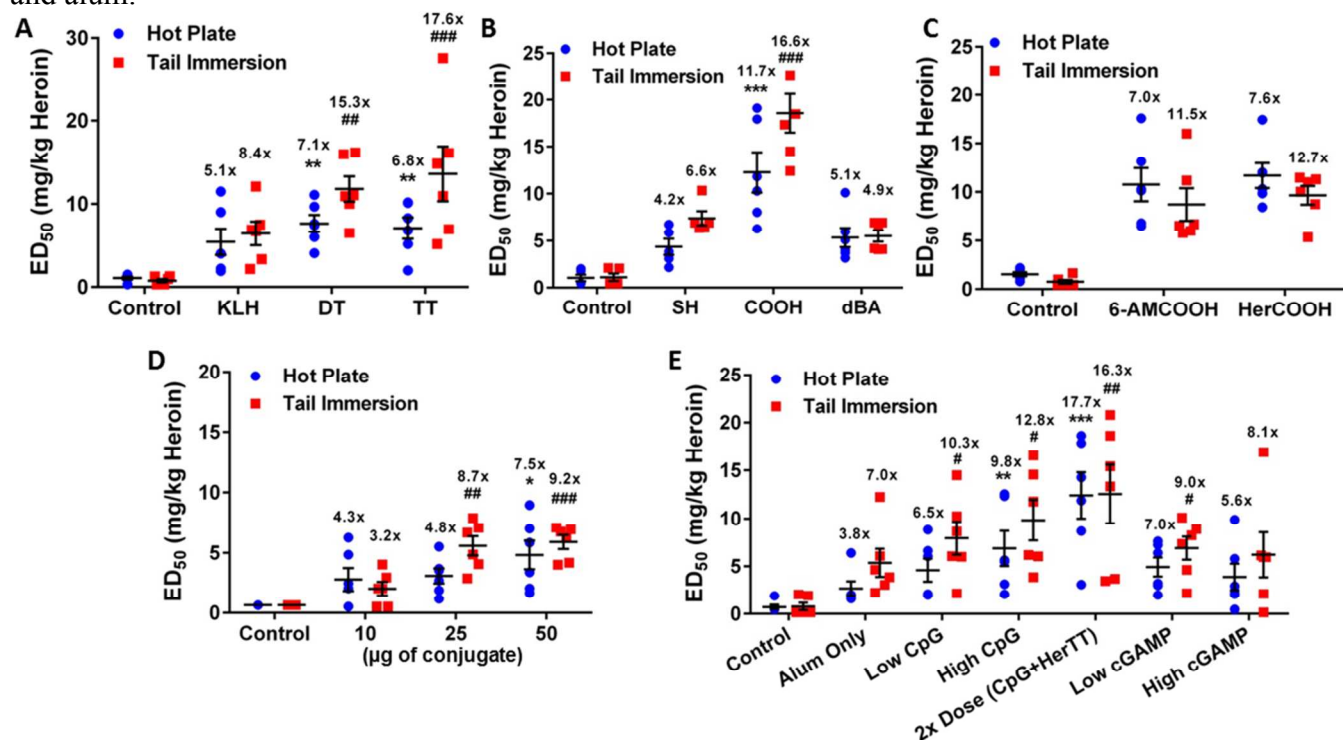 and alum.
A
ED50 (mg/kg Heroin)
30
20
10
0
Hot Plate
Tail Immersion
5.1x
8.4x
7.1x
**
15.3x
##
6.8x
**
17.6x
###
Control KLH DT TT
B
ED50 (mg/kg Heroin)
25
20
15
10
5
0
Hot Plate
Tail Immersion
4.2x
6.6x
11.7x
***
16.6x
###
5.1x
4.9x
Control SH COOH dBA
C
ED50 (mg/kg Heroin)
25
20
15
10
5
0
Hot Plate
Tail Immersion
7.0x
11.5x
7.6x
12.7x
Control 6-AMCOOH HerCOOH
D
ED50 (mg/kg Heroin)
20
15
10
5
0
Hot Plate
Tail Immersion
4.3x
3.2x
4.8x
8.7x
##
7.5x
*
9.2x
###
Control 10 25 50
(µg of conjugate)
E
ED50 (mg/kg Heroin)
25
20
15
10
5
0
Hot Plate
Tail Immersion
3.8x
7.0x
6.5x
10.3x
#
9.8x
**
12.8x
#
17.7x
***
16.3x
##
7.0x
9.0x
#
5.6x
8.1x
Control
Alum Only
Low CpG
High CpG
2x Dose (CpG+HerTT)
Low cGAMP
High cGAMP